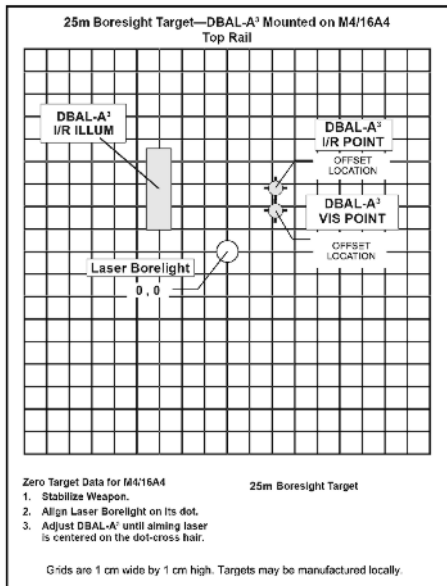 25m Boresight Target—DBAL-A³ Mounted on M4/16A4
Top Rail
DBAL-A³
I/R ILLUM
DBAL-A³
I/R POINT
OFFSET
LOCATION
DBAL-A³
VIS POINT
OFFSET
LOCATION
Laser Borelight
0 , 0
Zero Target Data for M4/16A4
1. Stabilize Weapon.
2. Align Laser Borelight on its dot.
3. Adjust DBAL-A³ until aiming laser
is centered on the dot-cross hair.
25m Boresight Target
Grids are 1 cm wide by 1 cm high. Targets may be manufactured locally.